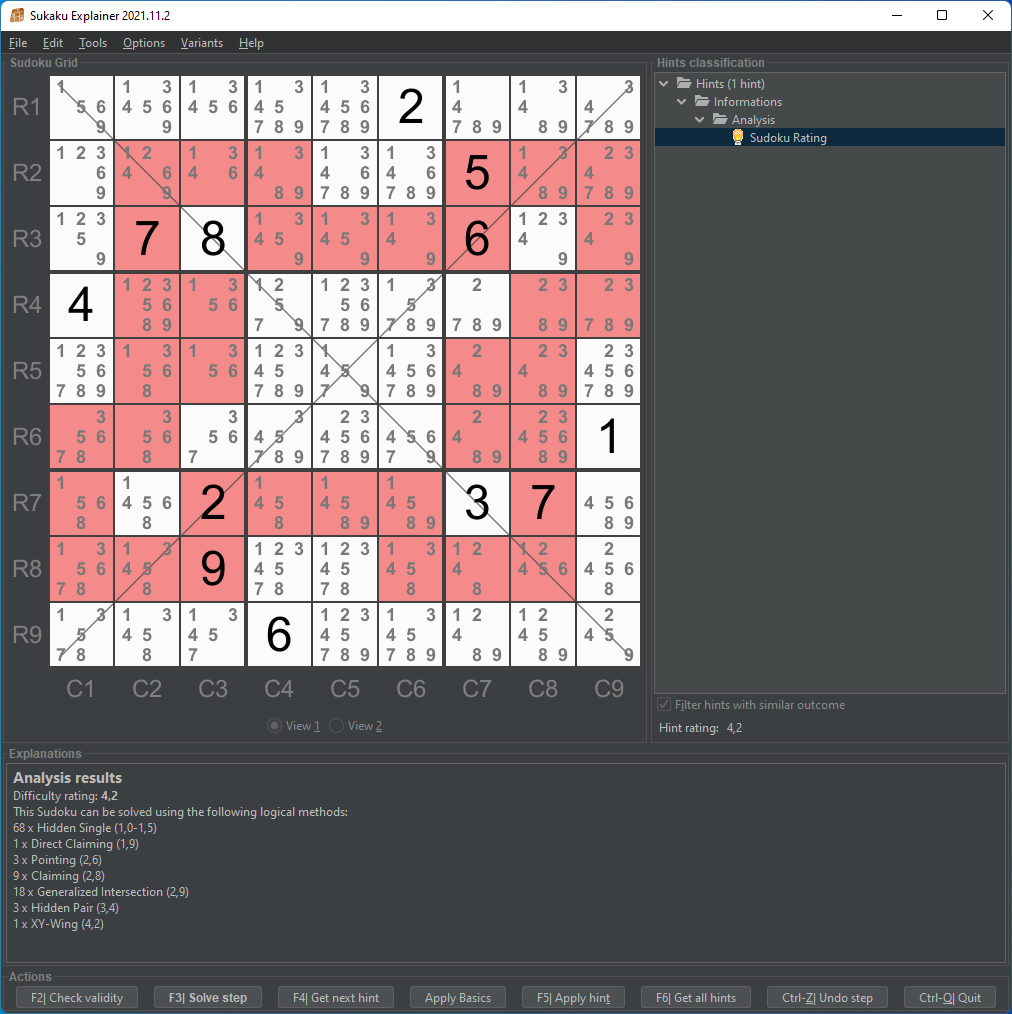 Sukaku Explainer 2021.11.2
File Edit Tools Options Variants Help
Sudoku Grid
1 1 3 1 3 1 3 1 3 1 1 3 3
R1 5 6 4 5 6 4 5 6 4 5 4 5 6 2 4 4 4
9 9 7 8 9 7 8 9 7 8 9 8 9 7 8 9
1 2 3 1 2 1 3 1 3 1 3 1 3 1 3 2 3
R2 6 4 6 4 6 4 4 6 4 6 5 4 4
9 9 8 9 7 8 9 7 8 9 8 9 7 8 9
1 2 3 1 3 1 3 1 3 1 2 3 2 3
R3 5 7 8 4 5 4 5 4 6 4 4
9 9 9 9 9 9
1 2 3 1 3 1 2 1 2 3 1 3 2 2 3 2 3
R4 4 5 6 5 6 5 5 6 5
8 9 7 9 7 8 9 7 8 9 7 8 9 8 9 7 8 9
1 2 3 1 3 1 3 1 2 3 1 1 3 2 2 3 2 3
R5 5 6 5 6 5 6 4 5 4 5 4 5 6 4 4 4 5 6
7 8 9 8 7 8 9 7 9 7 8 9 8 9 8 9 7 8 9
3 3 3 3 2 3 2 2 3
R6 5 6 5 6 5 6 4 5 4 5 6 4 5 6 4 4 5 6 1
7 8 8 7 7 8 9 7 8 9 7 9 8 9 8 9
1 1 1 1 1
R7 5 6 4 5 6 2 4 5 4 5 4 5 3 7 4 5 6
8 8 8 8 9 8 9 8 9
1 3 1 3 1 2 3 1 2 3 1 3 1 2 1 2 2
R8 5 6 4 5 9 4 5 4 5 4 5 4 4 5 6 4 5 6
7 8 8 7 8 7 8 8 8 8
1 3 1 3 1 3 1 2 3 1 3 1 2 1 2 2
R9 5 4 5 4 5 6 4 5 4 5 4 4 5 4 5
7 8 8 7 7 8 9 7 8 9 8 9 8 9 9
C1 C2 C3 C4 C5 C6 C7 C8 C9
View 1 View 2
Hints classification
Hints (1 hint)
Informations
Analysis
Sudoku Rating
Filter hints with similar outcome
Hint rating: 4,2
Explanations
Analysis results
Difficulty rating: 4,2
This Sudoku can be solved using the following logical methods:
68 x Hidden Single (1,0-1,5)
1 x Direct Claiming (1,9)
3 x Pointing (2,6)
9 x Claiming (2,8)
18 x Generalized Intersection (2,9)
3 x Hidden Pair (3,4)
1 x XY-Wing (4,2)
Actions
F2| Check validity F3| Solve step F4| Get next hint Apply Basics F5| Apply hint F6| Get all hints Ctrl-Z| Undo step Ctrl-Q| Quit